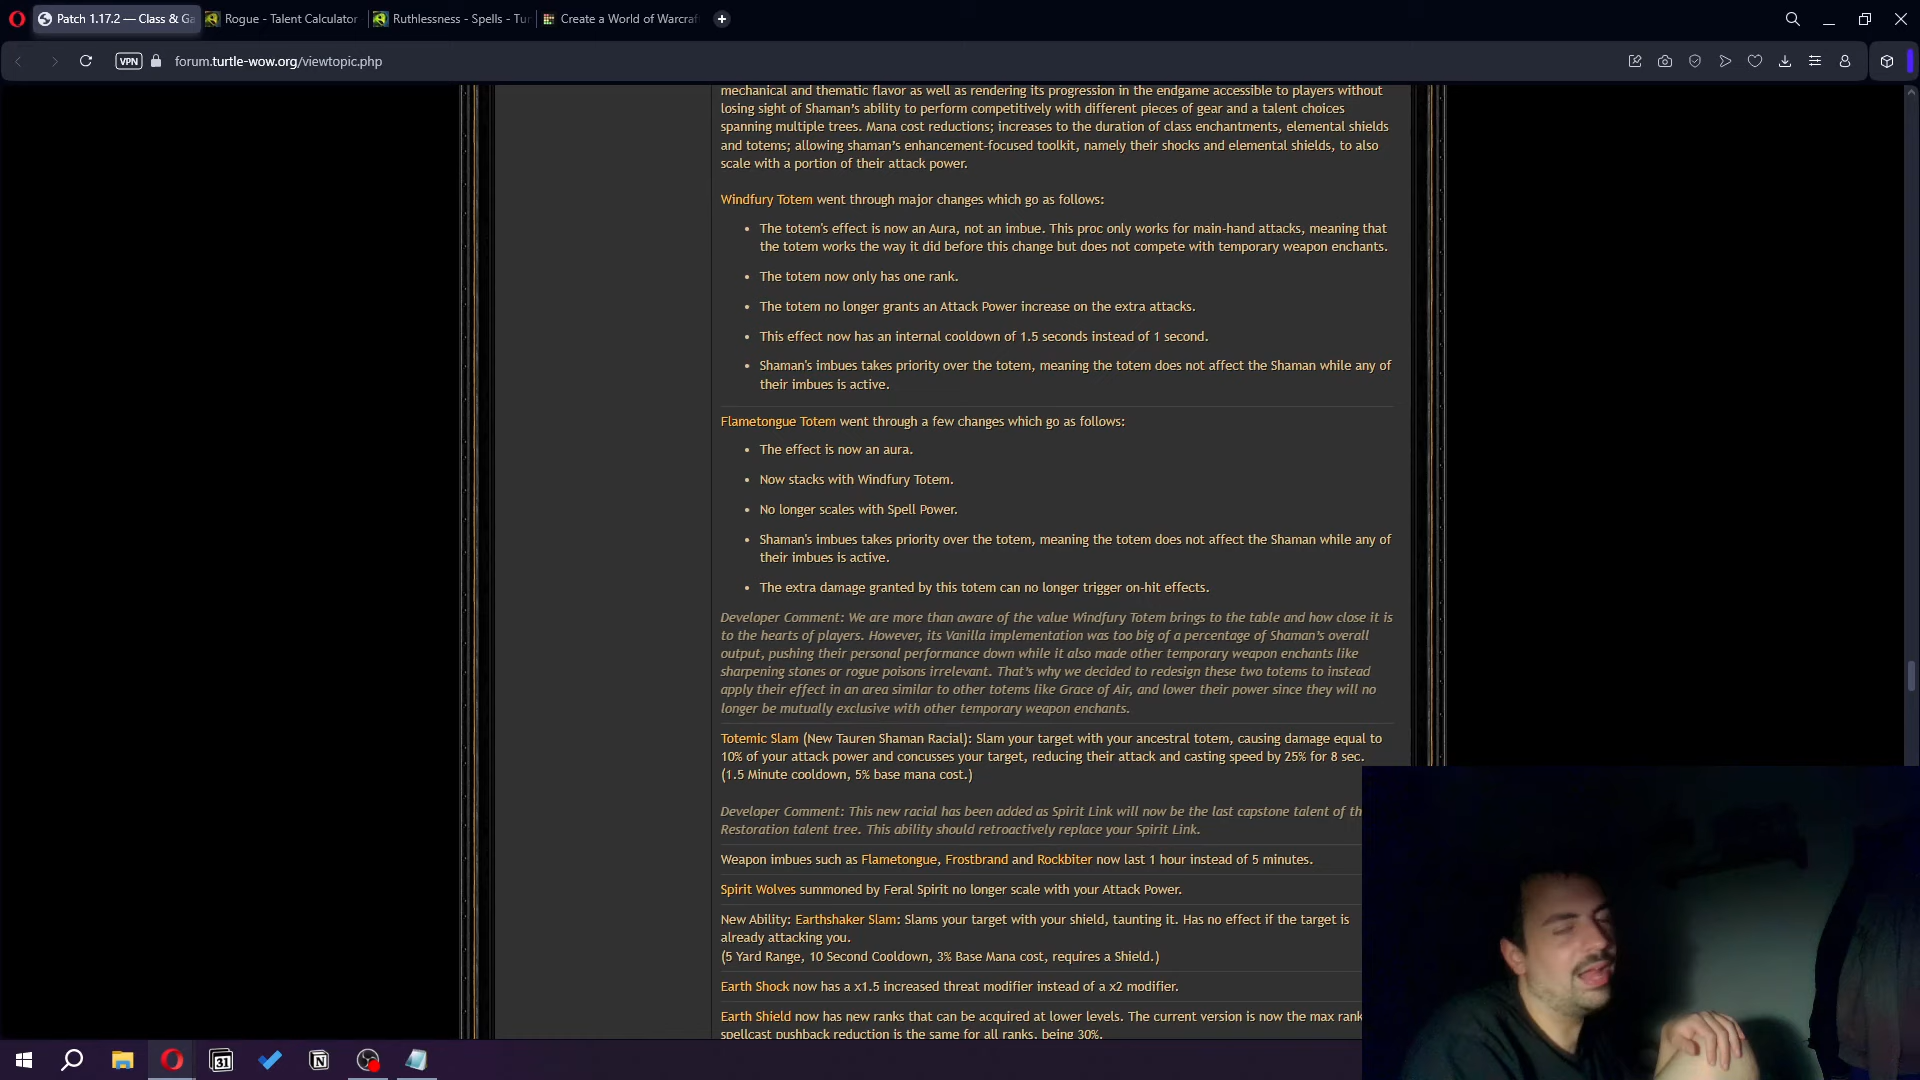 Patch 1.17.2 — Class & Ga
Rogue - Talent Calculator
Ruthlessness - Spells - Tur
Create a World of Warcraf
VPN
forum.turtle-wow.org/viewtopic.php
mechanical and thematic flavor as well as rendering its progression in the endgame accessible to players without
losing sight of Shaman's ability to perform competitively with different pieces of gear and a talent choices
spanning multiple trees. Mana cost reductions; increases to the duration of class enchantments, elemental shields
and totems; allowing shaman's enhancement-focused toolkit, namely their shocks and elemental shields, to also
scale with a portion of their attack power.
Windfury Totem went through major changes which go as follows:
• The totem's effect is now an Aura, not an imbue. This proc only works for main-hand attacks, meaning that
the totem works the way it did before this change but does not compete with temporary weapon enchants.
• The totem now only has one rank.
• The totem no longer grants an Attack Power increase on the extra attacks.
• This effect now has an internal cooldown of 1.5 seconds instead of 1 second.
• Shaman's imbues takes priority over the totem, meaning the totem does not affect the Shaman while any of
their imbues is active.
Flametongue Totem went through a few changes which go as follows:
• The effect is now an aura.
• Now stacks with Windfury Totem.
• No longer scales with Spell Power.
• Shaman's imbues takes priority over the totem, meaning the totem does not affect the Shaman while any of
their imbues is active.
• The extra damage granted by this totem can no longer trigger on-hit effects.
Developer Comment: We are more than aware of the value Windfury Totem brings to the table and how close it is
to the hearts of players. However, its Vanilla implementation was too big of a percentage of Shaman's overall
output, pushing their personal performance down while it also made other temporary weapon enchants like
sharpening stones or rogue poisons irrelevant. That's why we decided to redesign these two totems to instead
apply their effect in an area similar to other totems like Grace of Air, and lower their power since they will no
longer be mutually exclusive with other temporary weapon enchants.
Totemic Slam (New Tauren Shaman Racial): Slam your target with your ancestral totem, causing damage equal to
10% of your attack power and concusses your target, reducing their attack and casting speed by 25% for 8 sec.
(1.5 Minute cooldown, 5% base mana cost.)
Developer Comment: This new racial has been added as Spirit Link will now be the last capstone talent of th
Restoration talent tree. This ability should retroactively replace your Spirit Link.
Weapon imbues such as Flametongue, Frostbrand and Rockbiter now last 1 hour instead of 5 minutes.
Spirit Wolves summoned by Feral Spirit no longer scale with your Attack Power.
New Ability: Earthshaker Slam: Slams your target with your shield, taunting it. Has no effect if the target is
already attacking you.
(5 Yard Range, 10 Second Cooldown, 3% Base Mana cost, requires a Shield.)
Earth Shock now has a x1.5 increased threat modifier instead of a x2 modifier.
Earth Shield now has new ranks that can be acquired at lower levels. The current version is now the max rank
spellcast pushback reduction is the same for all ranks, being 30%.
31